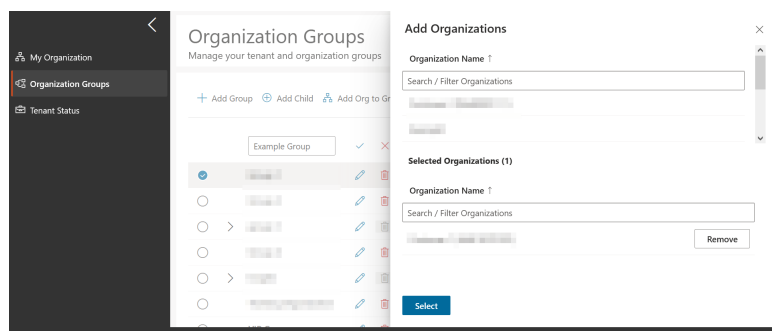 My Organization
Organization Groups
Tenant Status
Organization Groups
Manage your tenant and organization groups
Add Group
Add Child
Add Org to Gr
Example Group
Add Organizations
Organization Name ↑
Search / Filter Organizations
Selected Organizations (1)
Organization Name ↑
Search / Filter Organizations
Remove
Select